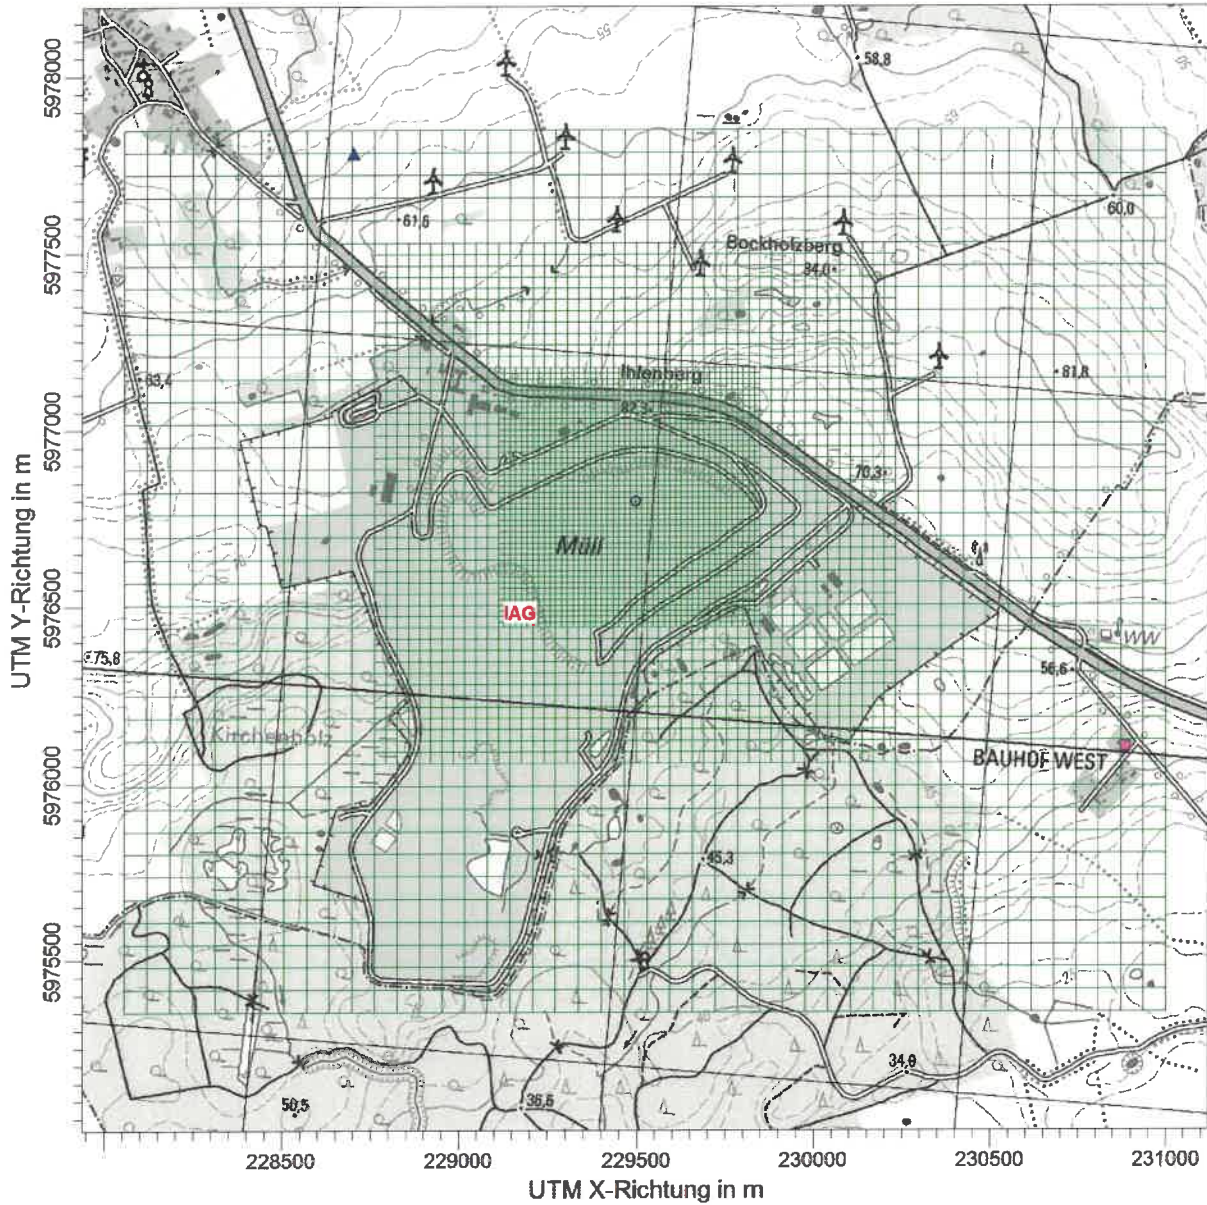 58,8
60,0
61,6
Bockholzberg
34,0
63,4
Ihlenberg
82,3
81,8
70,3
Müll
IAG
WW
56,6
75,8
Kirchenholz
BAUHOF WEST
45,3
34,0
50,5
36,6
5978000
5977500
5977000
5976500
5976000
5975500
UTM Y-Richtung in m
228500
229000
229500
230000
230500
231000
UTM X-Richtung in m